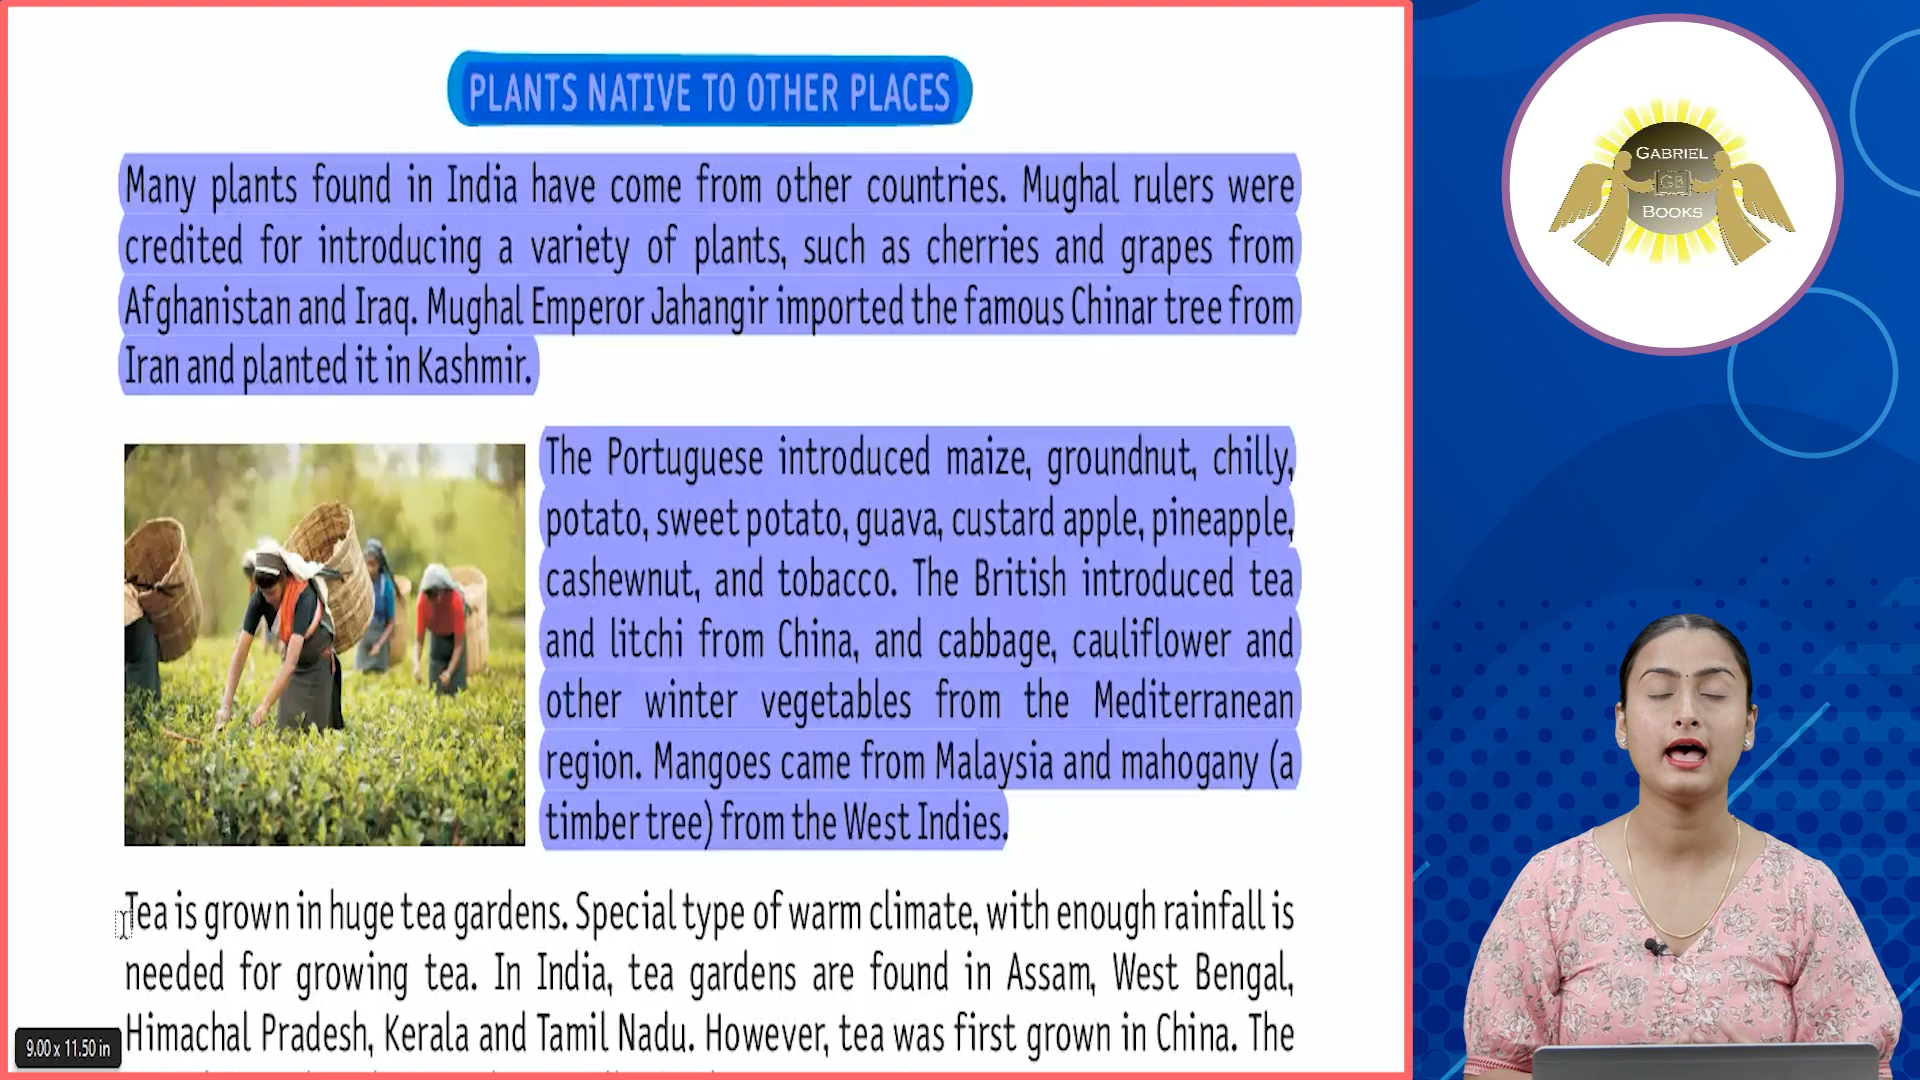 PLANTS NATIVE TO OTHER PLACES
Many plants found in India have come from other countries. Mughal rulers were
credited for introducing a variety of plants, such as cherries and grapes from
Afghanistan and Iraq. Mughal Emperor Jahangir imported the famous Chinar tree from
Iran and planted it in Kashmir.
The Portuguese introduced maize, groundnut, chilly,
potato, sweet potato, guava, custard apple, pineapple,
cashewnut, and tobacco. The British introduced tea
and litchi from China, and cabbage, cauliflower and
other winter vegetables from the Mediterranean
region. Mangoes came from Malaysia and mahogany (a
timber tree) from the West Indies.
Tea is grown in huge tea gardens. Special type of warm climate, with enough rainfall is
needed for growing tea. In India, tea gardens are found in Assam, West Bengal,
Himachal Pradesh, Kerala and Tamil Nadu. However, tea was first grown in China. The
9.00 x 11.50 in
GABRIEL
GB
BOOKS